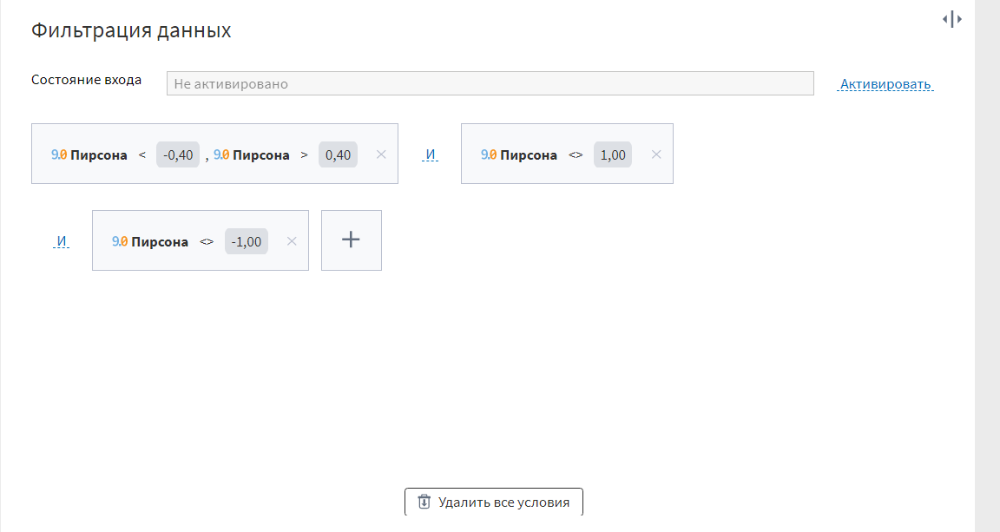 Фильтрация данных
Состояние входа Не активировано Активировать
9.0 Пирсона < -0,40 , 9.0 Пирсона > 0,40 × И 9.0 Пирсона <> 1,00 ×
И 9.0 Пирсона <> -1,00 × +
Удалить все условия